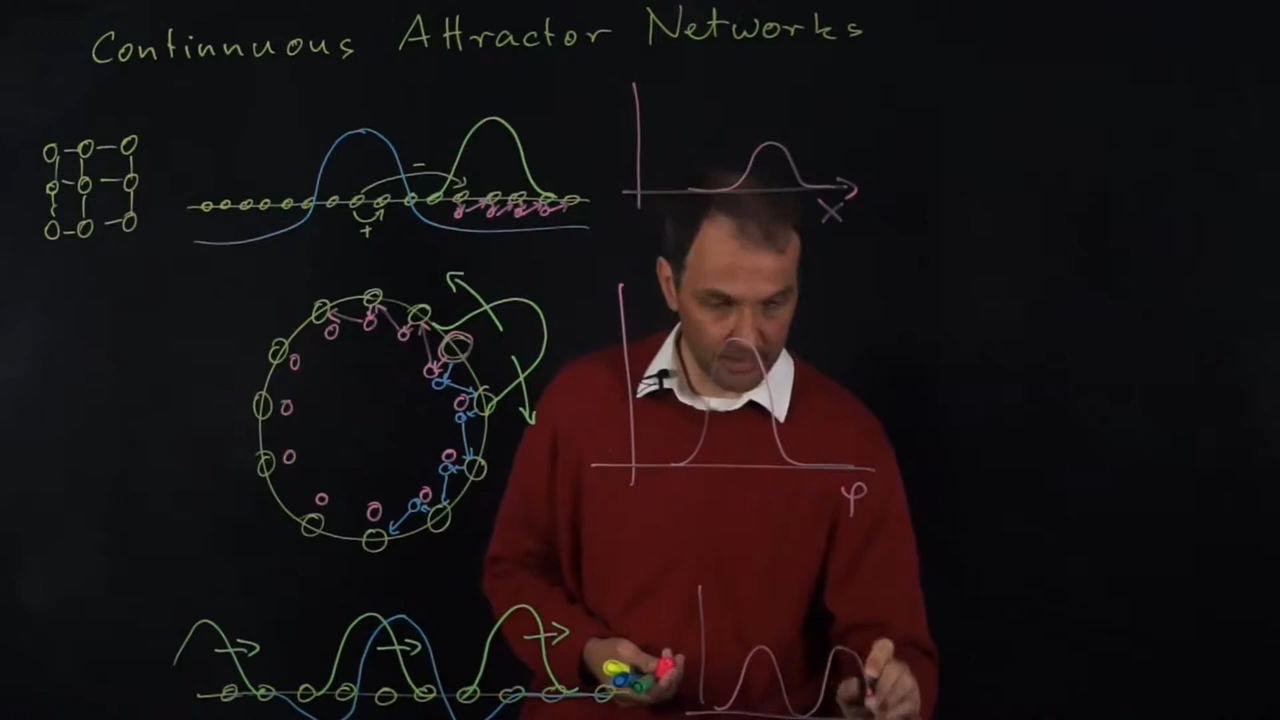 Continnuous Attractor Networks
-
+
X
φ